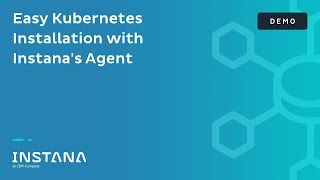 Easy Kubernetes
Installation with
Instana's Agent
DEMO
INSTANA
an IBM Company